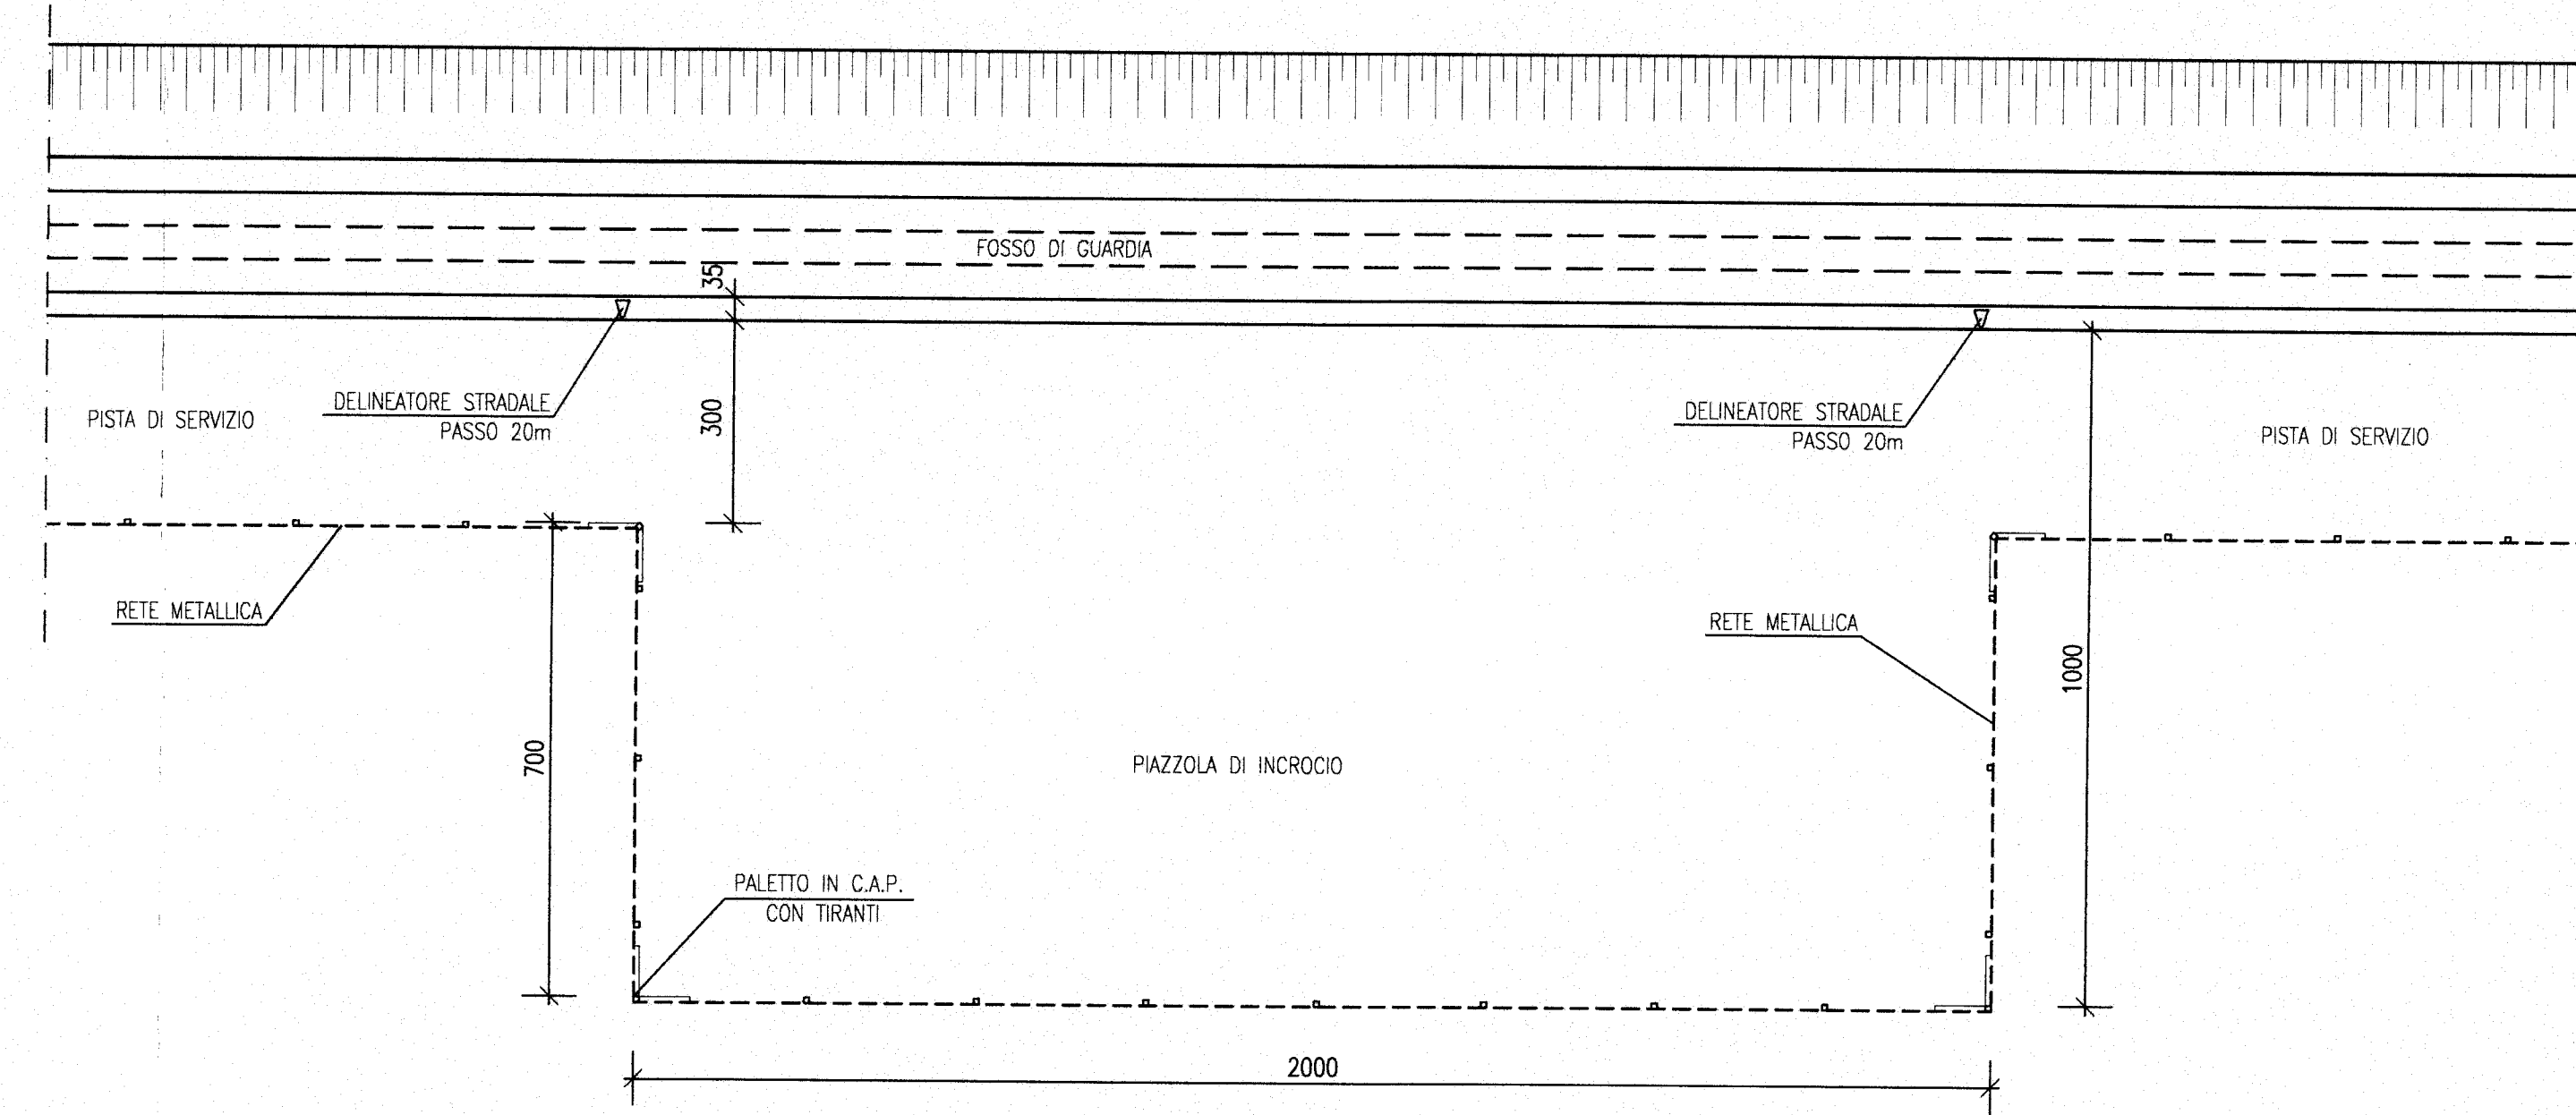 FOSSO DI GUARDIA
35
DELINEATORE STRADALE
PASSO 20m
PISTA DI SERVIZIO
300
DELINEATORE STRADALE
PASSO 20m
PISTA DI SERVIZIO
RETE METALLICA
RETE METALLICA
1000
700
PIAZZOLA DI INCROCIO
PALETTO IN C.A.P.
CON TIRANTI
2000